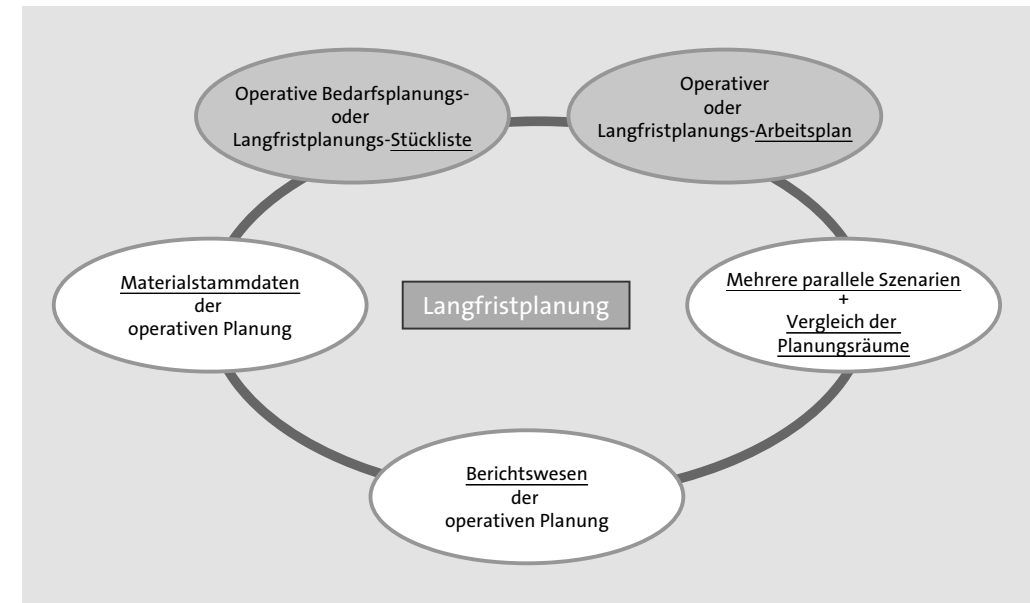 Operative Bedarfsplanungs-
oder
Langfristplanungs-Stückliste
Operativer
oder
Langfristplanungs-Arbeitsplan
Materialstammdaten
der
operativen Planung
Langfristplanung
Mehrere parallele Szenarien
+
Vergleich der
Planungsräume
Berichtswesen
der
operativen Planung